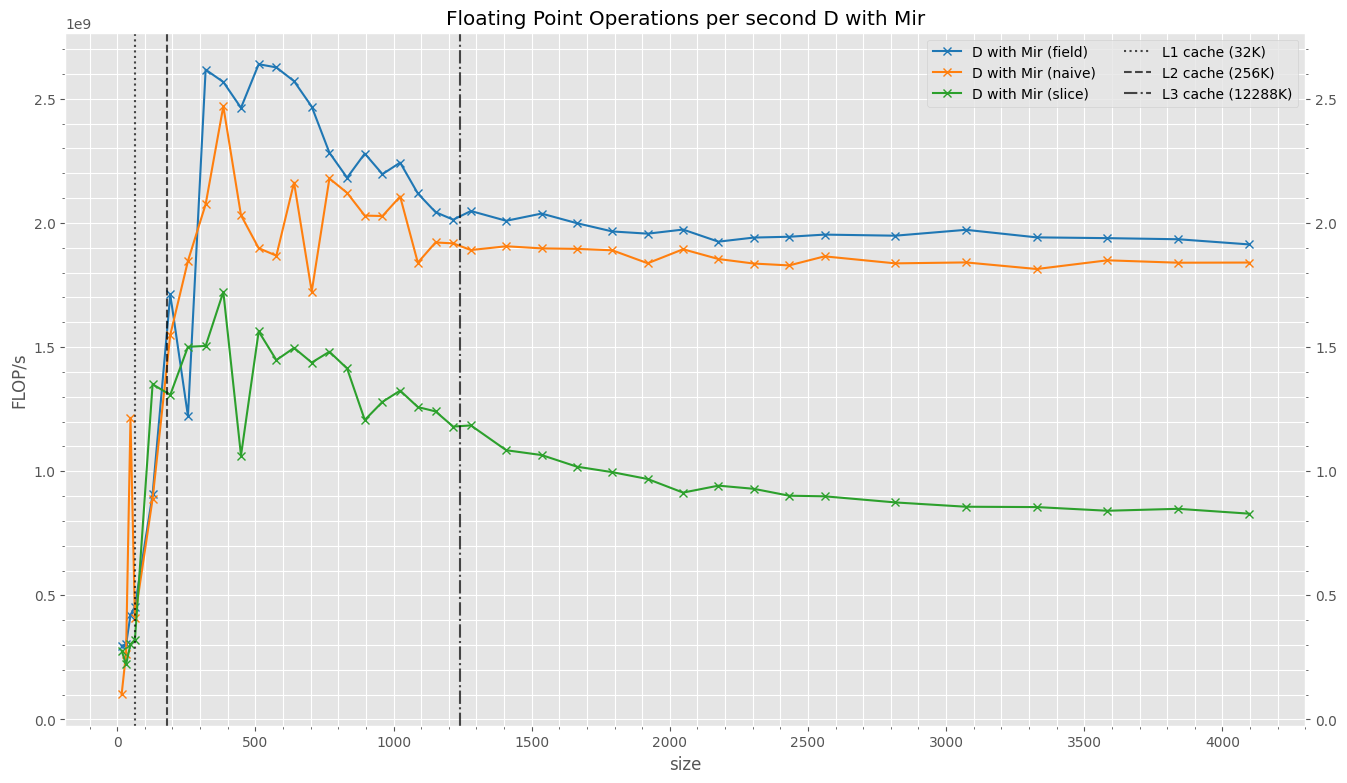 Floating Point Operations per second D with Mir
1e9
D with Mir (field)
D with Mir (naive)
D with Mir (slice)
L1 cache (32K)
L2 cache (256K)
L3 cache (12288K)
2.5
2.0
1.5
1.0
0.5
0.0
FLOP/s
2.5
2.0
1.5
1.0
0.5
0.0
0 500 1000 1500 2000 2500 3000 3500 4000
size